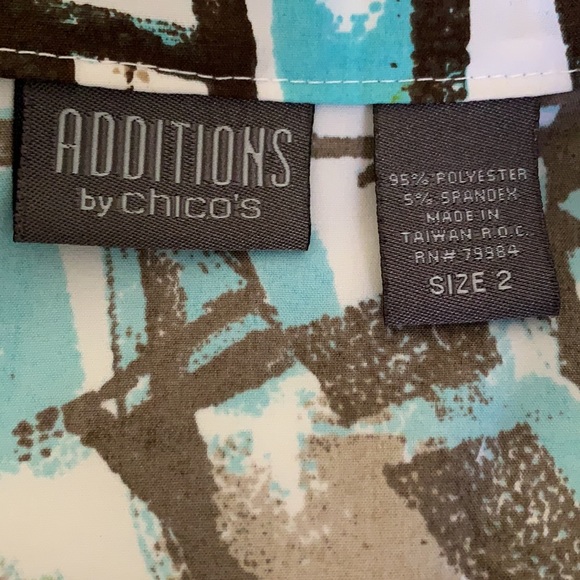 ADDITIONS
by chico's
95% POLYESTER
5% SPANDEX
MADE IN
TAIWAN R.O.C.
RN# 79984
SIZE 2